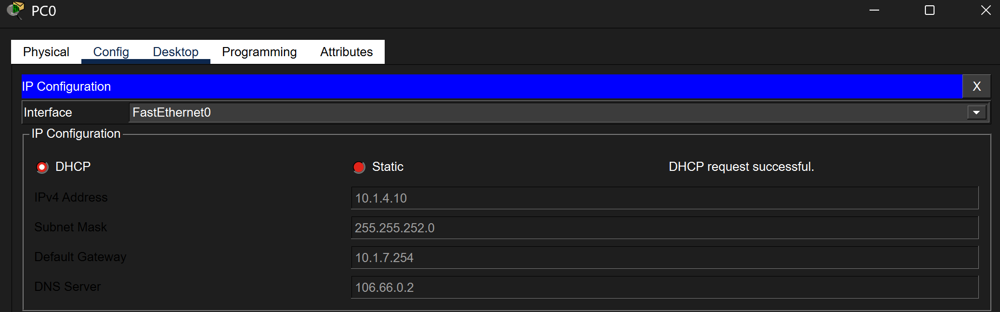 PC0
Physical Config Desktop Programming Attributes
IP Configuration X
Interface FastEthernet0
IP Configuration
DHCP Static DHCP request successful.
IPv4 Address 10.1.4.10
Subnet Mask 255.255.252.0
Default Gateway 10.1.7.254
DNS Server 106.66.0.2